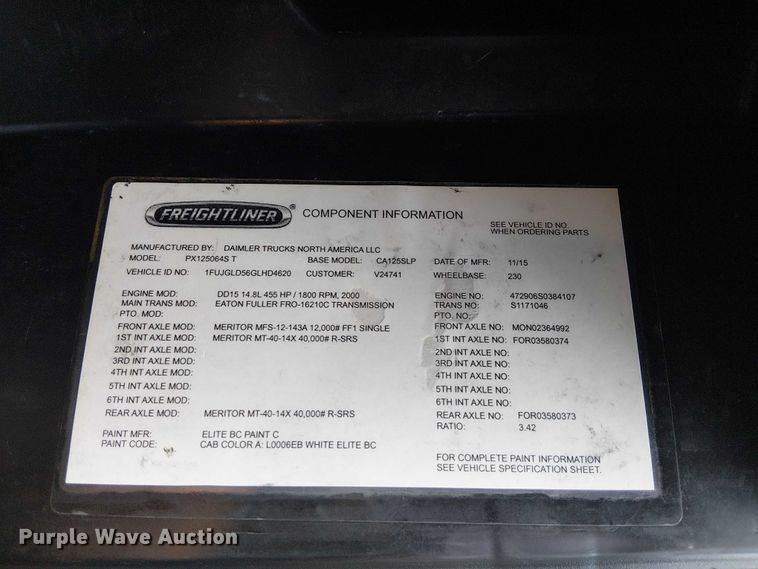 FREIGHTLINER ® COMPONENT INFORMATION
SEE VEHICLE ID NO.
WHEN ORDERING PARTS
MANUFACTURED BY: DAIMLER TRUCKS NORTH AMERICA LLC
MODEL: PX125064S T BASE MODEL: CA125SLP DATE OF MFR: 11/15
VEHICLE ID NO: 1FUJGLD56GLHD4620 CUSTOMER: V24741 WHEELBASE: 230
ENGINE MOD: DD15 14.8L 455 HP / 1800 RPM, 2000 ENGINE NO: 472906S0384107
MAIN TRANS MOD: EATON FULLER FRO-16210C TRANSMISSION TRANS NO: S1171046
PTO. MOD: PTO. NO:
FRONT AXLE MOD: MERITOR MFS-12-143A 12,000# FF1 SINGLE FRONT AXLE NO: MON02364992
1ST INT AXLE MOD: MERITOR MT-40-14X 40,000# R-SRS 1ST INT AXLE NO: FOR03580374
2ND INT AXLE MOD: 2ND INT AXLE NO:
3RD INT AXLE MOD: 3RD INT AXLE NO:
4TH INT AXLE MOD: 4TH INT AXLE NO:
5TH INT AXLE MOD: 5TH INT AXLE NO:
6TH INT AXLE MOD: 6TH INT AXLE NO:
REAR AXLE MOD: MERITOR MT-40-14X 40,000# R-SRS REAR AXLE NO: FOR03580373
RATIO: 3.42
PAINT MFR: ELITE BC PAINT C
PAINT CODE: CAB COLOR A: L0006EB WHITE ELITE BC
FOR COMPLETE PAINT INFORMATION
SEE VEHICLE SPECIFICATION SHEET.
Purple Wave Auction